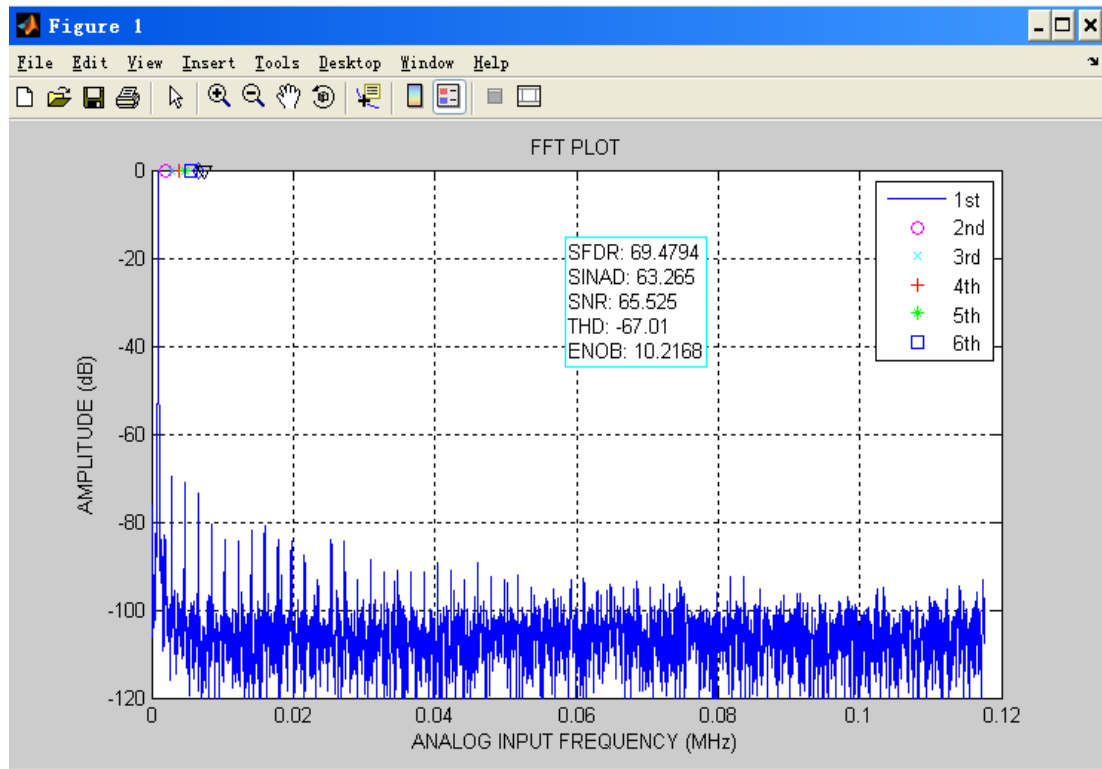 Figure 1
File Edit View Insert Tools Desktop Window Help
FFT PLOT
0
-20
-40
-60
-80
-100
-120
AMPLITUDE (dB)
1st
2nd
3rd
4th
5th
6th
SFDR: 69.4794
SINAD: 63.265
SNR: 65.525
THD: -67.01
ENOB: 10.2168
0 0.02 0.04 0.06 0.08 0.1 0.12
ANALOG INPUT FREQUENCY (MHz)